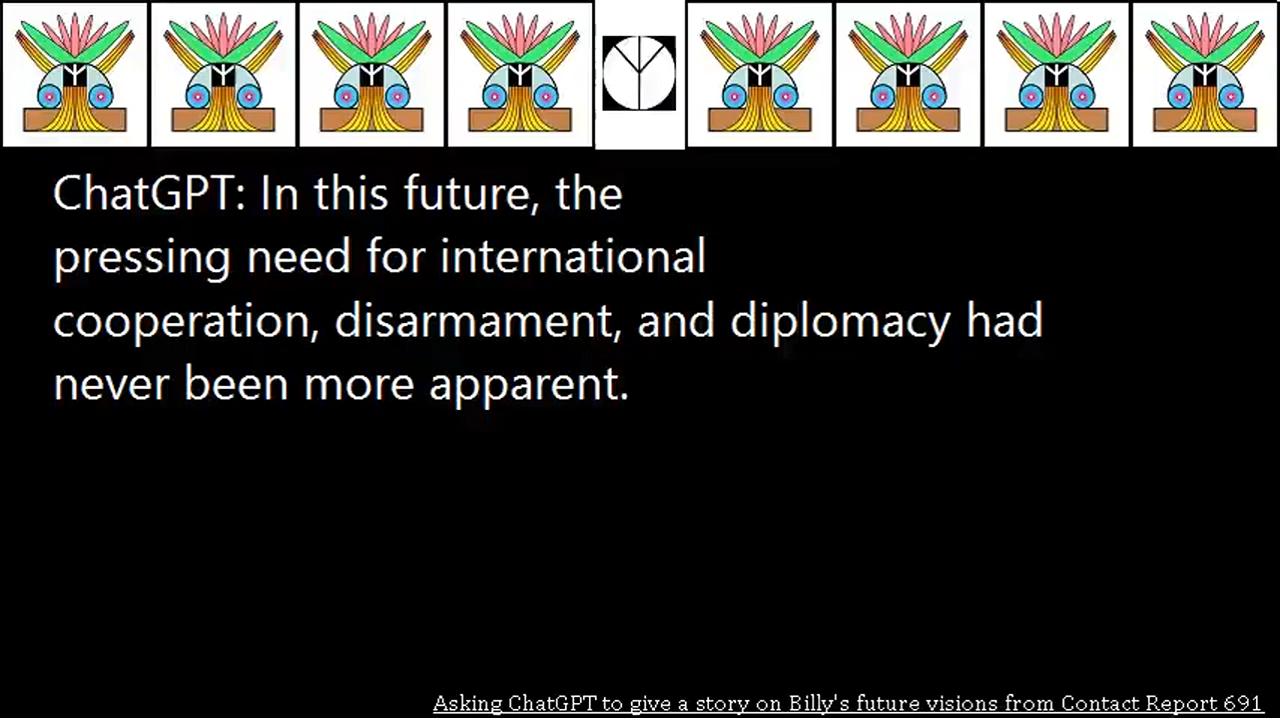 ChatGPT: In this future, the
pressing need for international
cooperation, disarmament, and diplomacy had
never been more apparent.
Asking ChatGPT to give a story on Billy's future visions from Contact Report 691